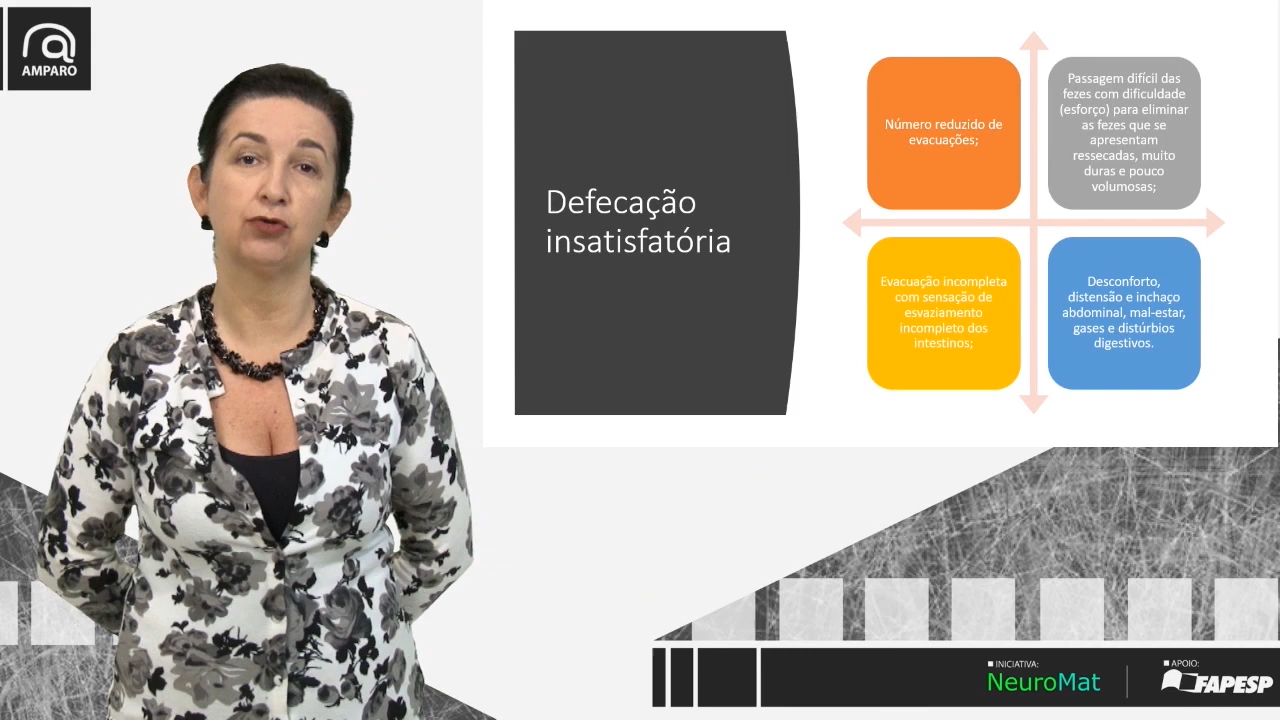 AMPARO
Defecação
insatisfatória
Número reduzido de
evacuações;
Passagem difícil das
fezes com dificuldade
(esforço) para eliminar
as fezes que se
apresentam
ressecadas, muito
duras e pouco
volumosas;
Evacuação incompleta
com sensação de
esvaziamento
incompleto dos
intestinos;
Desconforto,
distensão e inchaço
abdominal, mal-estar,
gases e distúrbios
digestivos.
INICIATIVA:
NeuroMat
APOIO:
FAPESP